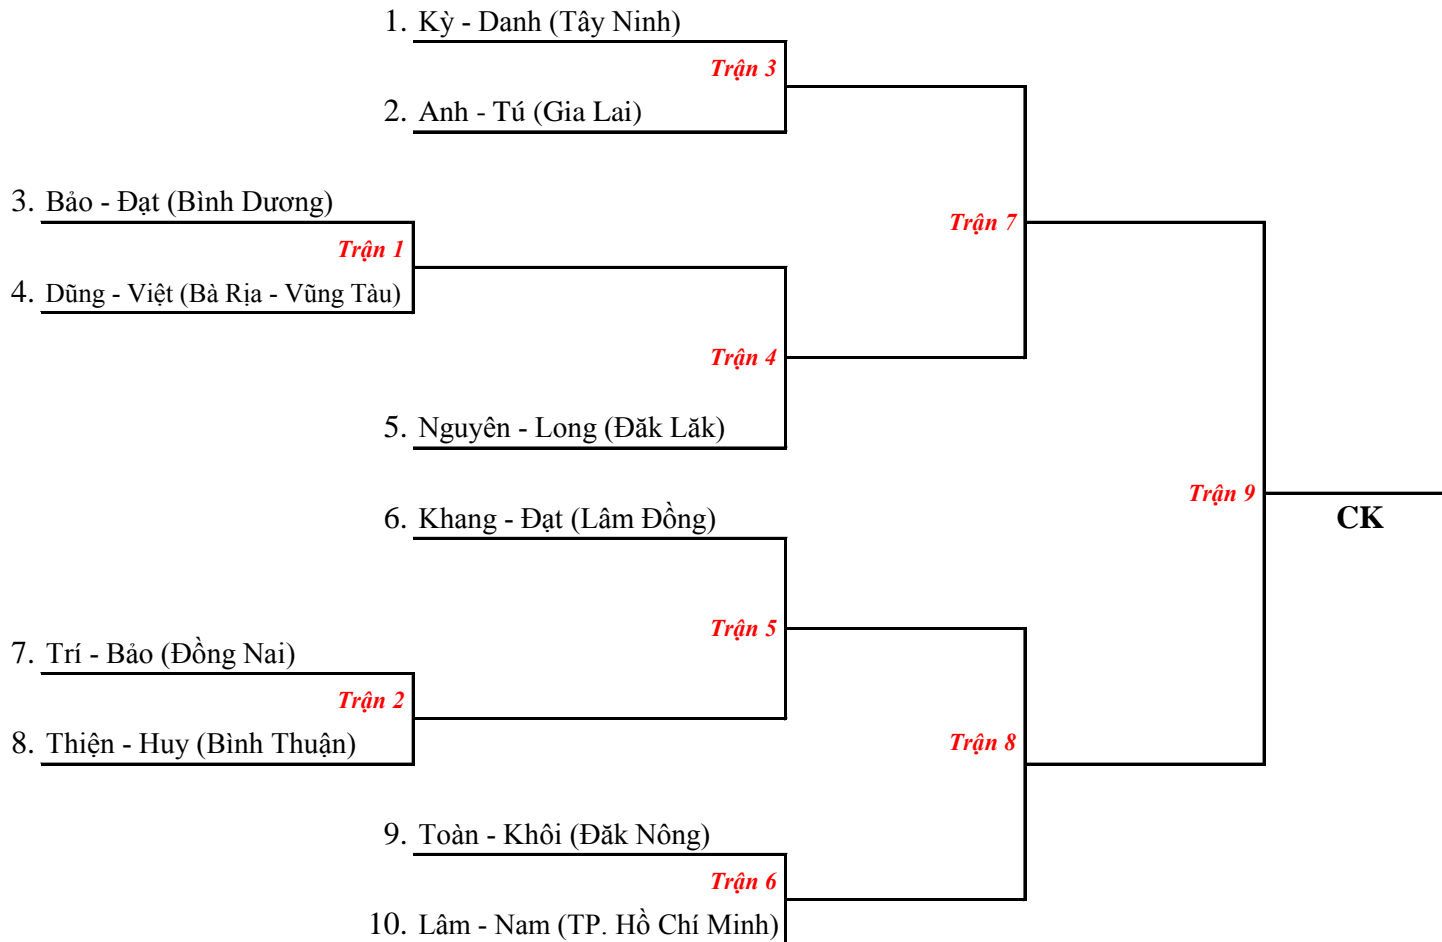 1. Kỳ - Danh (Tây Ninh)
Trận 3
2. Anh - Tú (Gia Lai)
3. Bảo - Đạt (Bình Dương)
Trận 7
Trận 1
4. Dũng - Việt (Bà Rịa - Vũng Tàu)
Trận 4
5. Nguyên - Long (Đăk Lăk)
Trận 9
CK
6. Khang - Đạt (Lâm Đồng)
Trận 5
7. Trí - Bảo (Đồng Nai)
Trận 2
8. Thiện - Huy (Bình Thuận)
Trận 8
9. Toàn - Khôi (Đăk Nông)
Trận 6
10. Lâm - Nam (TP. Hồ Chí Minh)